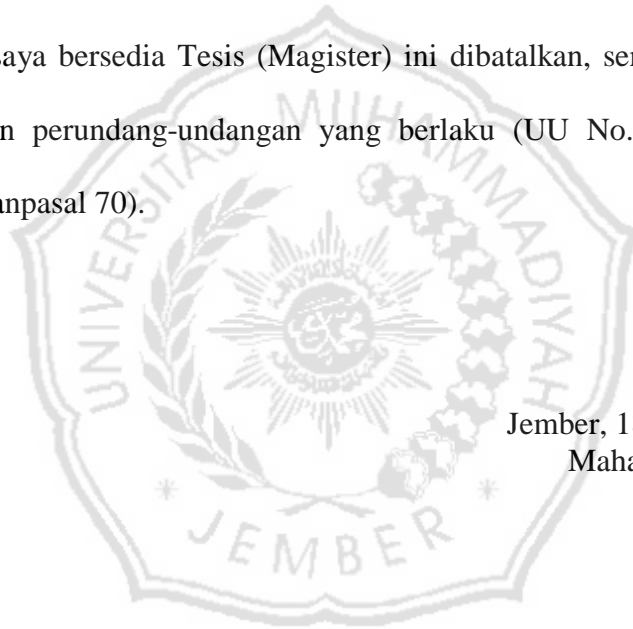 saya bersedia Tesis (Magister) ini dibatalkan, ser
n perundang-undangan yang berlaku (UU No.
anpasal 70).
UNIVERSITAS MUHAMMADIYAH
JEMBER
Jember, 1
Maha